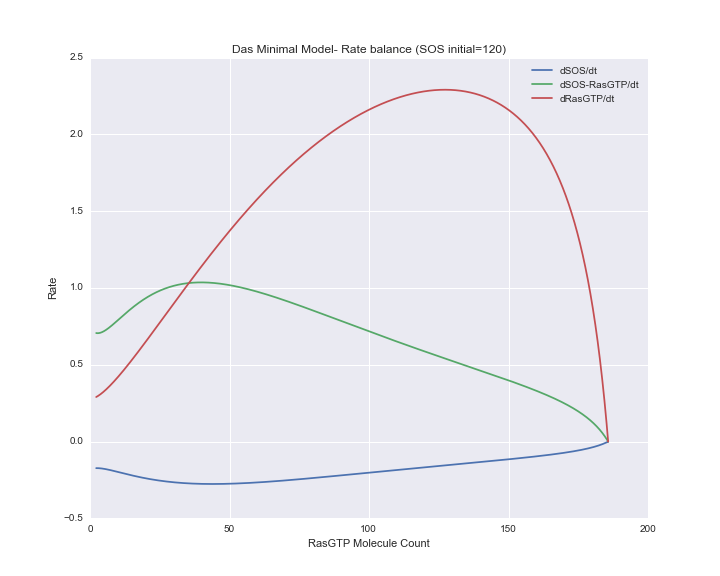 Das Minimal Model- Rate balance (SOS initial=120)
dSOS/dt
dSOS-RasGTP/dt
dRasGTP/dt
2.5
2.0
1.5
1.0
0.5
0.0
−0.5
Rate
0
50
100
150
200
RasGTP Molecule Count